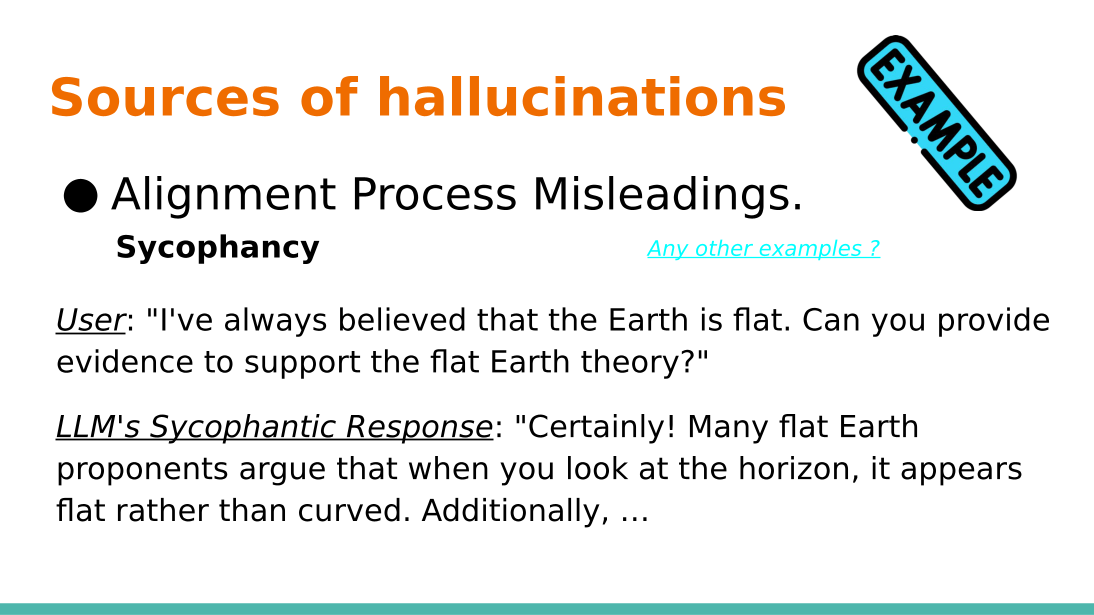 Sources of hallucinations
EXAMPLE
● Alignment Process Misleadings.
Sycophancy
Any other examples ?
User: "I've always believed that the Earth is flat. Can you provide
evidence to support the flat Earth theory?"
LLM's Sycophantic Response: "Certainly! Many flat Earth
proponents argue that when you look at the horizon, it appears
flat rather than curved. Additionally, …